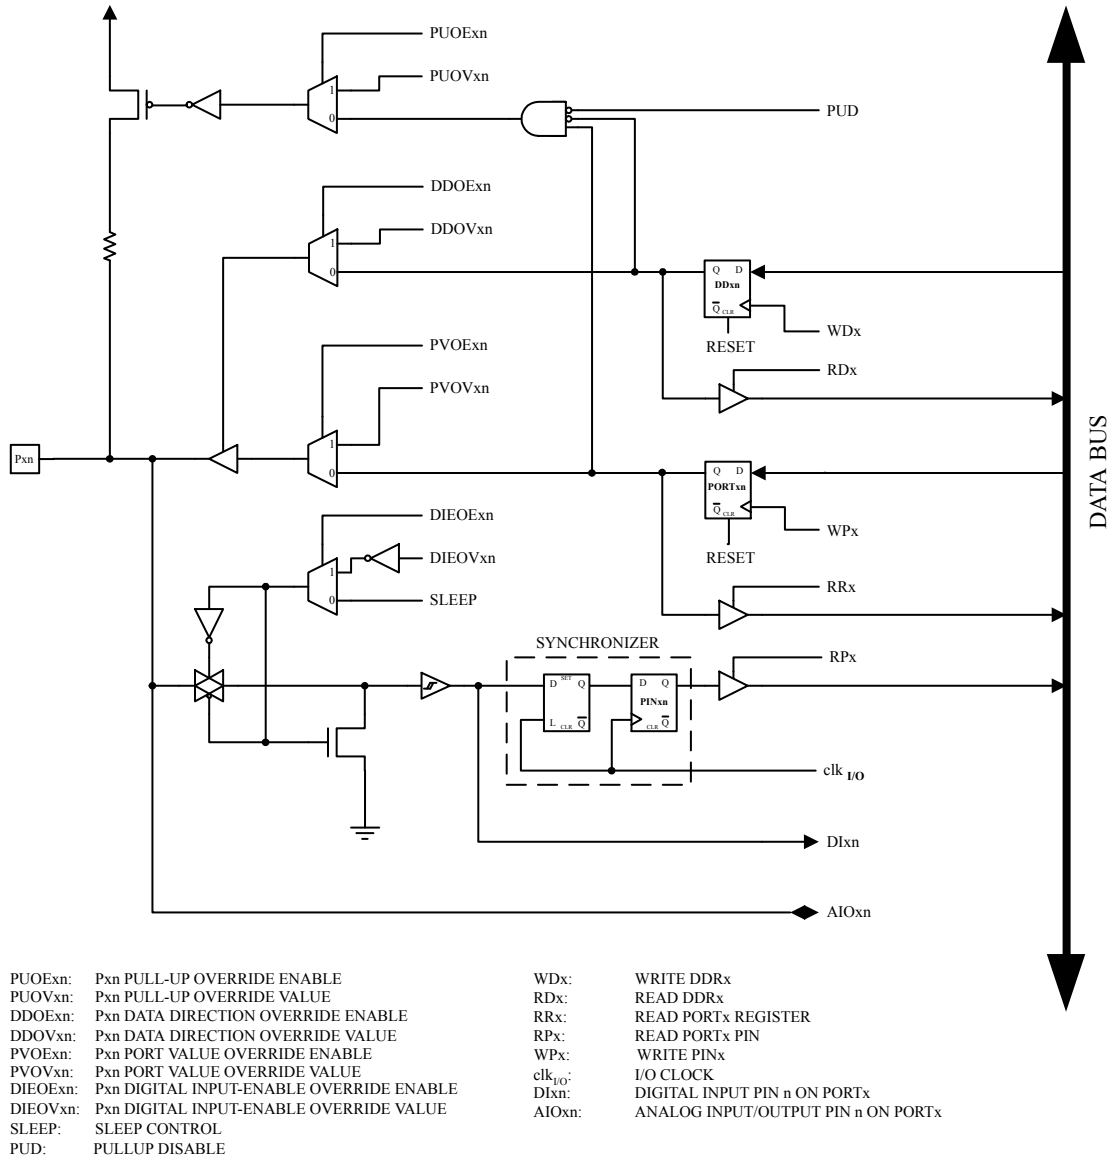 PUOExn
PUOVxn
1
0
PUD
DDOExn
DDOVxn
1
0
Q D
DDxn
Q CLR
WDx
RESET
RDx
PVOExn
PVOVxn
1
0
Pxn
Q D
PORTxn
Q CLR
WPx
RESET
DIEOExn
DIEOVxn
1
0
SLEEP
RRx
SYNCHRONIZER
RPx
D SET Q
L CLR Q
D Q
PINxn
CLR Q
clk I/O
DIxn
AIOxn
DATA BUS
PUOExn: Pxn PULL-UP OVERRIDE ENABLE
PUOVxn: Pxn PULL-UP OVERRIDE VALUE
DDOExn: Pxn DATA DIRECTION OVERRIDE ENABLE
DDOVxn: Pxn DATA DIRECTION OVERRIDE VALUE
PVOExn: Pxn PORT VALUE OVERRIDE ENABLE
PVOVxn: Pxn PORT VALUE OVERRIDE VALUE
DIEOExn: Pxn DIGITAL INPUT-ENABLE OVERRIDE ENABLE
DIEOVxn: Pxn DIGITAL INPUT-ENABLE OVERRIDE VALUE
SLEEP: SLEEP CONTROL
PUD: PULLUP DISABLE
WDx: WRITE DDRx
RDx: READ DDRx
RRx: READ PORTx REGISTER
RPx: READ PORTx PIN
WPx: WRITE PINx
clkI/O: I/O CLOCK
DIxn: DIGITAL INPUT PIN n ON PORTx
AIOxn: ANALOG INPUT/OUTPUT PIN n ON PORTx